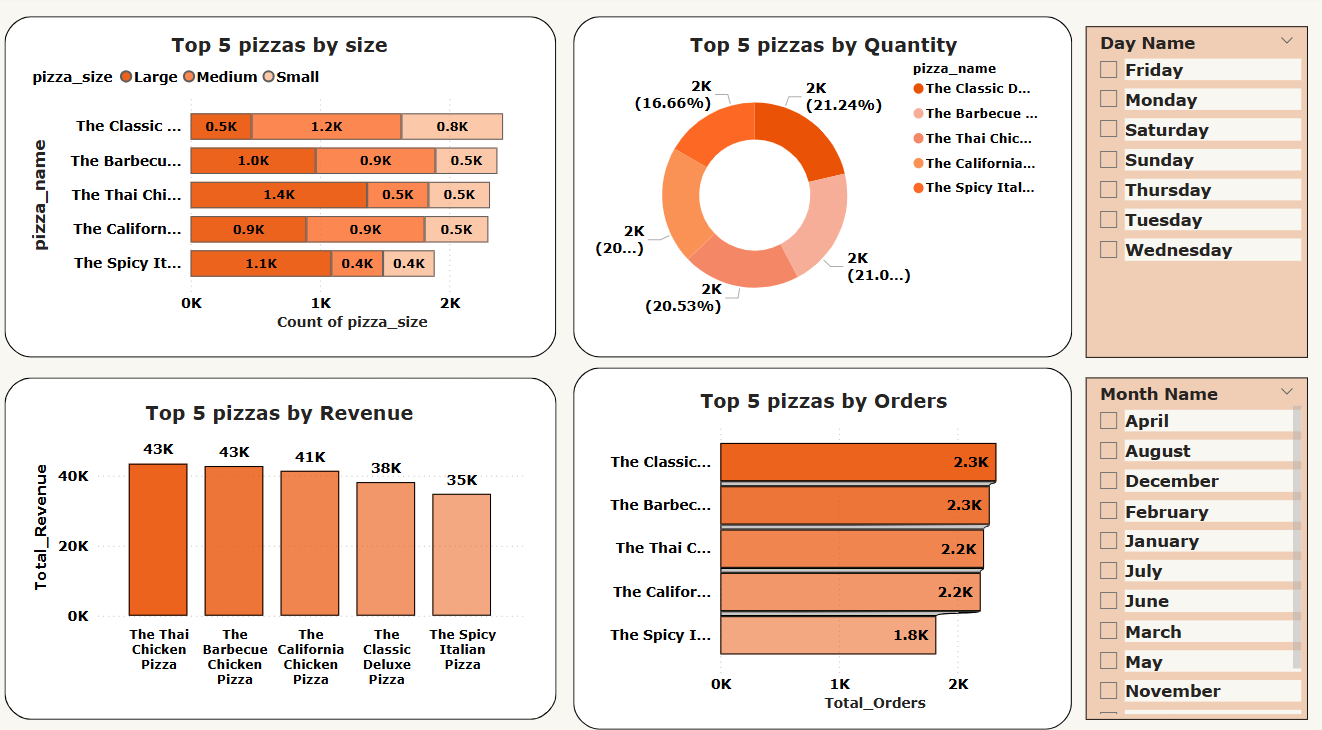 Top 5 pizzas by size
pizza_size Large Medium Small
pizza_name
The Classic ... 0.5K 1.2K 0.8K
The Barbecu... 1.0K 0.9K 0.5K
The Thai Chi... 1.4K 0.5K 0.5K
The Californ... 0.9K 0.9K 0.5K
The Spicy It... 1.1K 0.4K 0.4K
0K 1K 2K
Count of pizza_size
Top 5 pizzas by Quantity
pizza_name
The Classic D...
The Barbecue ...
The Thai Chic...
The California...
The Spicy Ital...
2K
(16.66%)
2K
(21.24%)
2K
(20...)
2K
(21.0...)
2K
(20.53%)
Day Name
Friday
Monday
Saturday
Sunday
Thursday
Tuesday
Wednesday
Top 5 pizzas by Revenue
Total_Revenue
43K 43K 41K 38K 35K
40K
20K
0K
The Thai
Chicken
Pizza
The
Barbecue
Chicken
Pizza
The
California
Chicken
Pizza
The
Classic
Deluxe
Pizza
The Spicy
Italian
Pizza
Top 5 pizzas by Orders
The Classic... 2.3K
The Barbec... 2.3K
The Thai C... 2.2K
The Califor... 2.2K
The Spicy I... 1.8K
0K 1K 2K
Total_Orders
Month Name
April
August
December
February
January
July
June
March
May
November